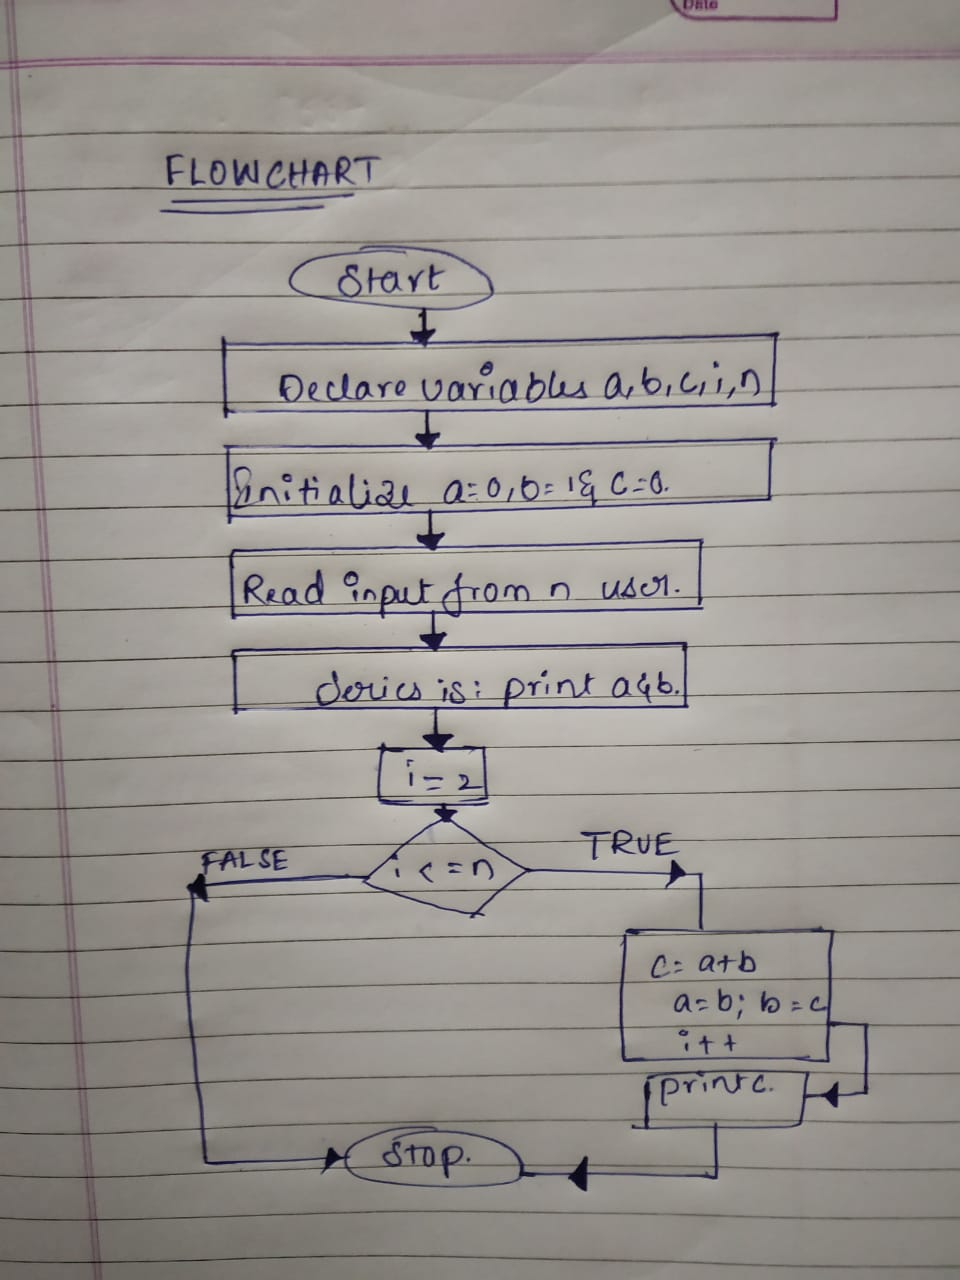 Date
FLOWCHART
Start
Declare variables a,b,c,i,n
Initialize a=0,b=1& c=0.
Read input from n user.
Series is: print a&b.
i=2
FALSE
i<=n
TRUE
c=a+b
a=b; b=c
i++
print c.
Stop.